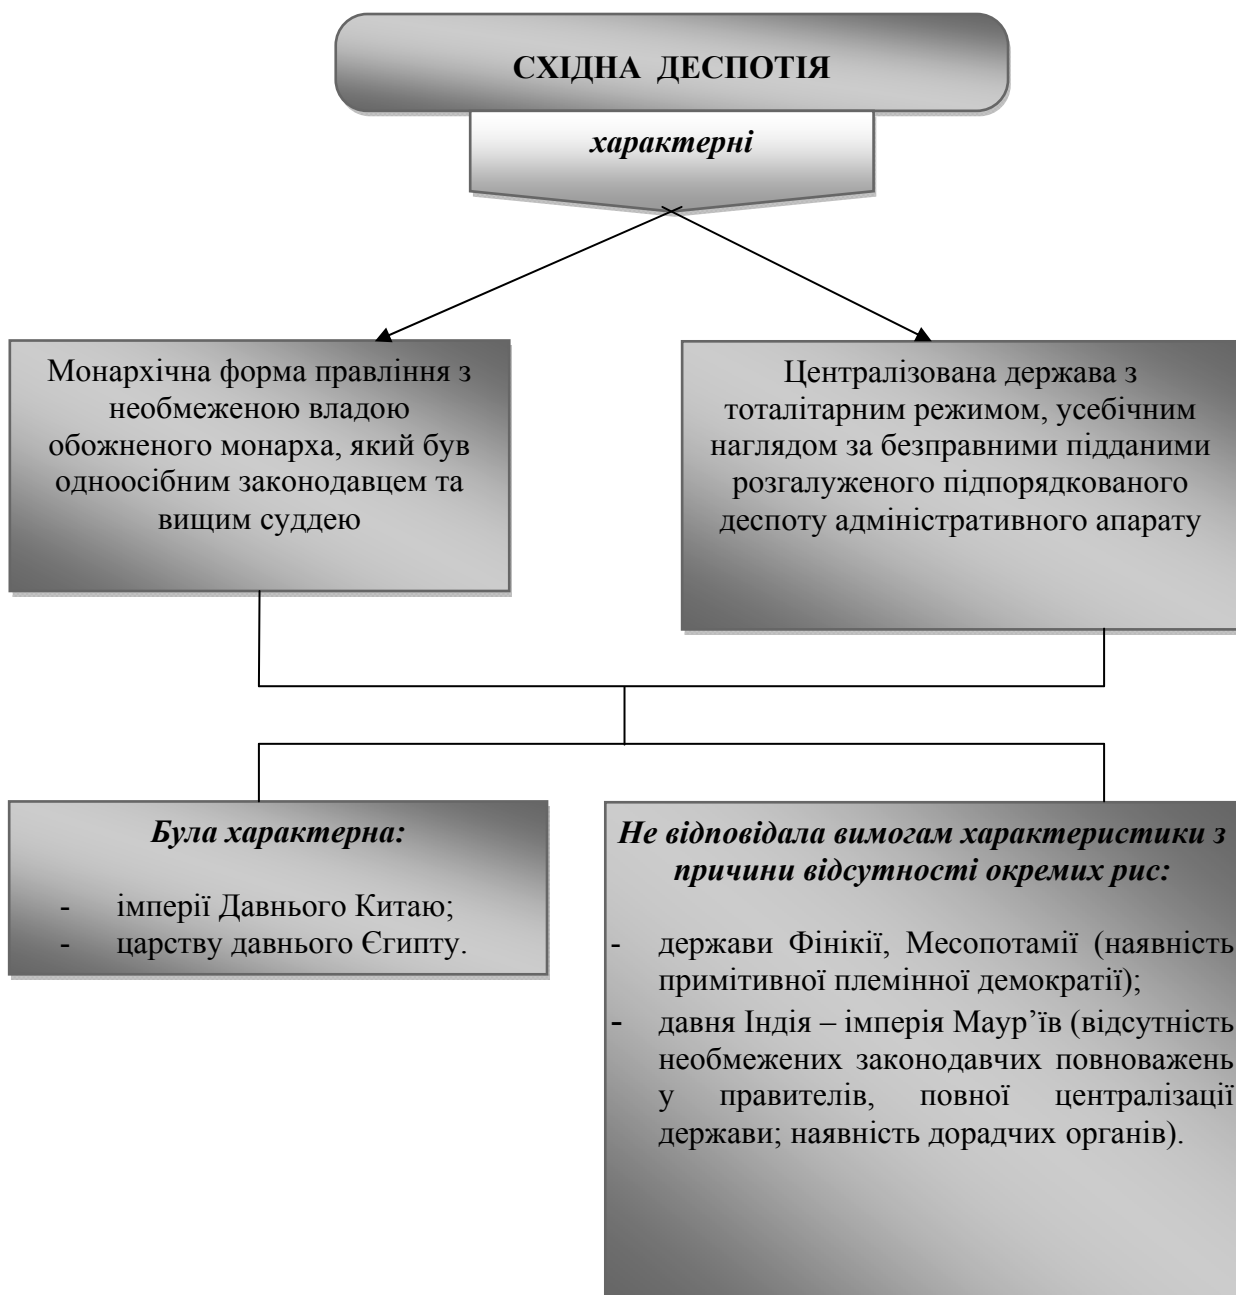 СХІДНА ДЕСПОТІЯ
характерні
Монархічна форма правління з
необмеженою владою
обожненого монарха, який був
одноосібним законодавцем та
вищим суддею
Централізована держава з
тоталітарним режимом, усебічним
наглядом за безправними підданими
розгалуженого підпорядкованого
деспоту адміністративного апарату
Була характерна:
- імперії Давнього Китаю;
- царству давнього Єгипту.
Не відповідала вимогам характеристики з
причини відсутності окремих рис:
- держави Фінікії, Месопотамії (наявність
примітивної племінної демократії);
- давня Індія – імперія Маур’їв (відсутність
необмежених законодавчих повноважень
у правителів, повної централізації
держави; наявність дорадчих органів).